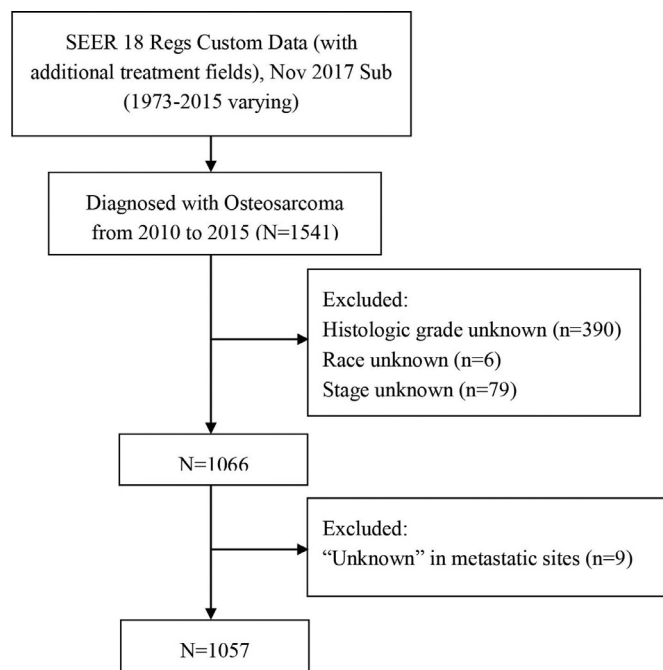 SEER 18 Regs Custom Data (with
additional treatment fields), Nov 2017 Sub
(1973-2015 varying)
Diagnosed with Osteosarcoma
from 2010 to 2015 (N=1541)
Excluded:
Histologic grade unknown (n=390)
Race unknown (n=6)
Stage unknown (n=79)
N=1066
Excluded:
“Unknown” in metastatic sites (n=9)
N=1057